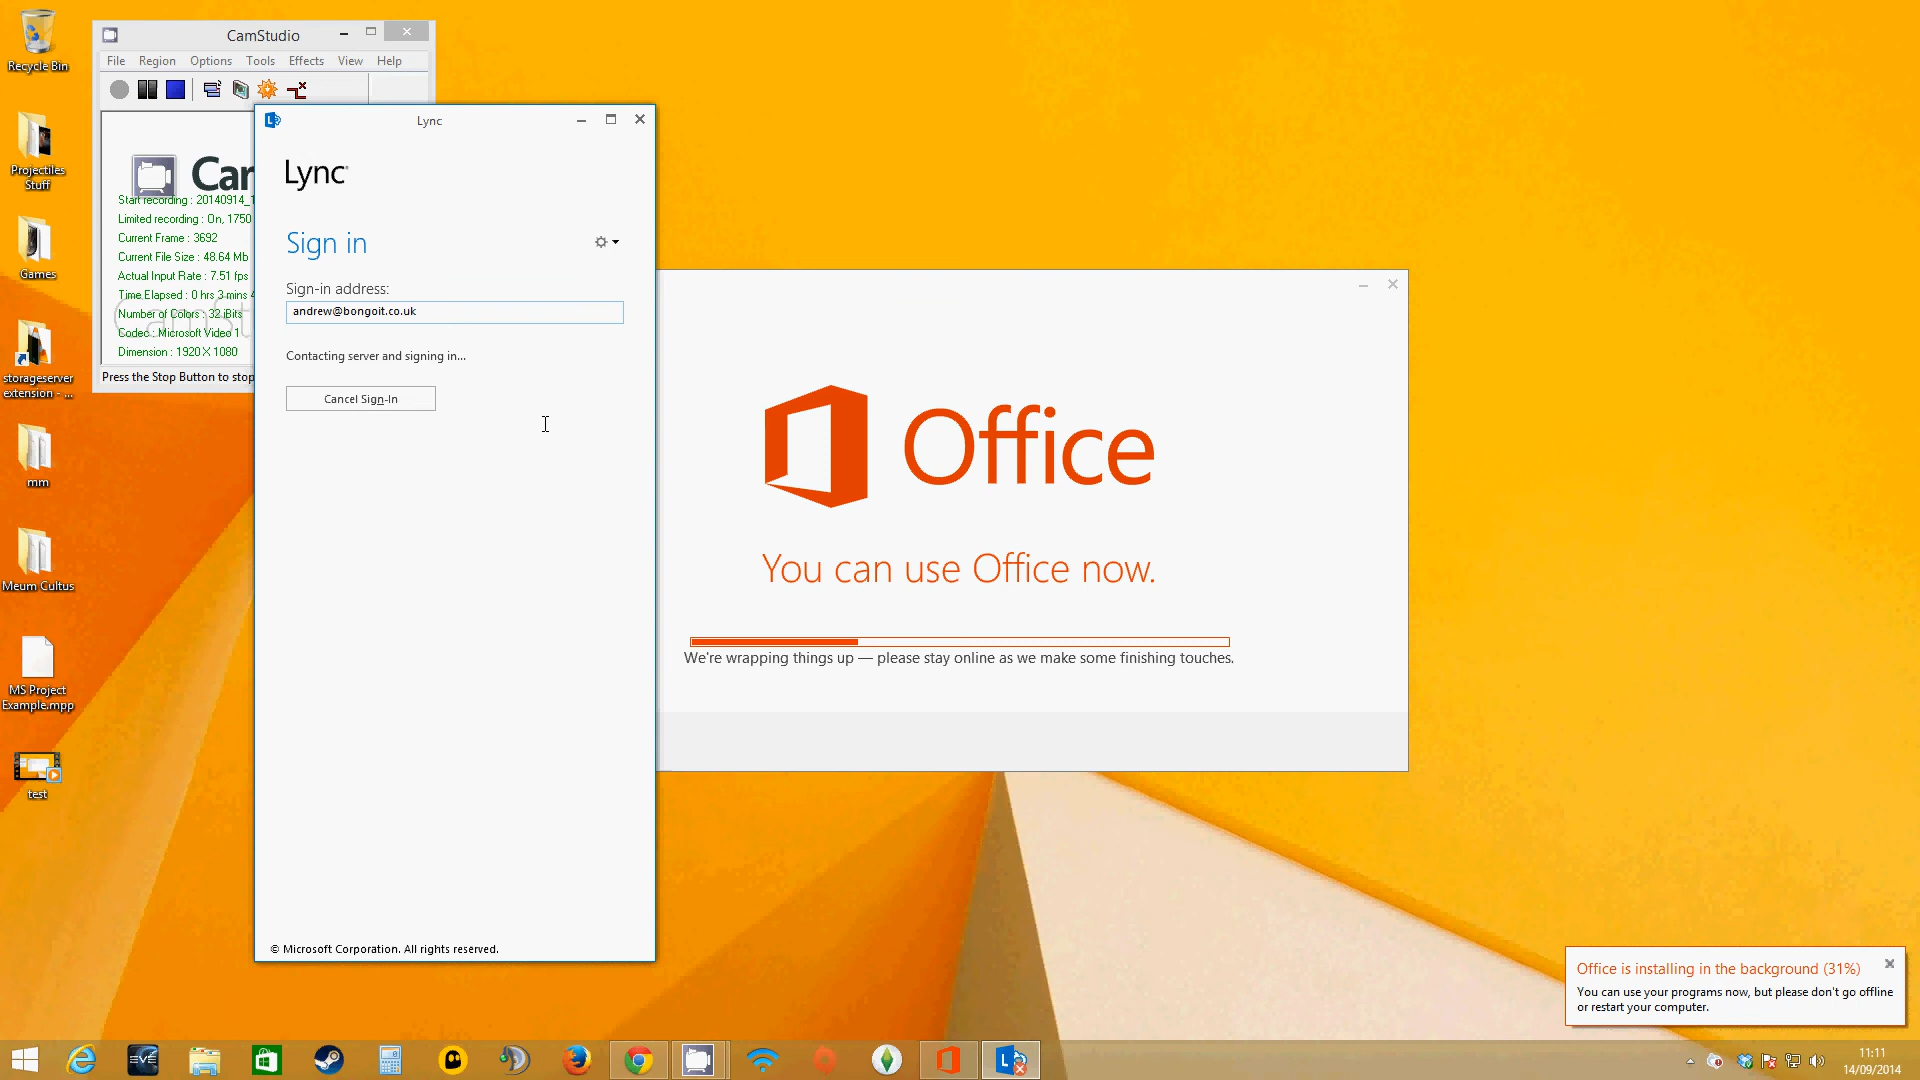 Recycle Bin
Projectiles
Stuff
Games
storageserver
extension - ...
mm
Meum Cultus
MS Project
Example.mpp
test
CamStudio
File Region Options Tools Effects View Help
Start recording : 20140914_1
Limited recording : On, 1750
Current Frame : 3692
Current File Size : 48.64 Mb
Actual Input Rate : 7.51 fps
Time Elapsed : 0 hrs 3 mins 4
Number of Colors : 32 Bits
Codec : Microsoft Video 1
Dimension : 1920 X 1080
Press the Stop Button to stop
Lync
Lync
Sign in
Sign-in address:
andrew@bongoit.co.uk
Contacting server and signing in...
Cancel Sign-In
© Microsoft Corporation. All rights reserved.
Office
You can use Office now.
We're wrapping things up — please stay online as we make some finishing touches.
Office is installing in the background (31%)
You can use your programs now, but please don't go offline
or restart your computer.
EVE
11:11
14/09/2014